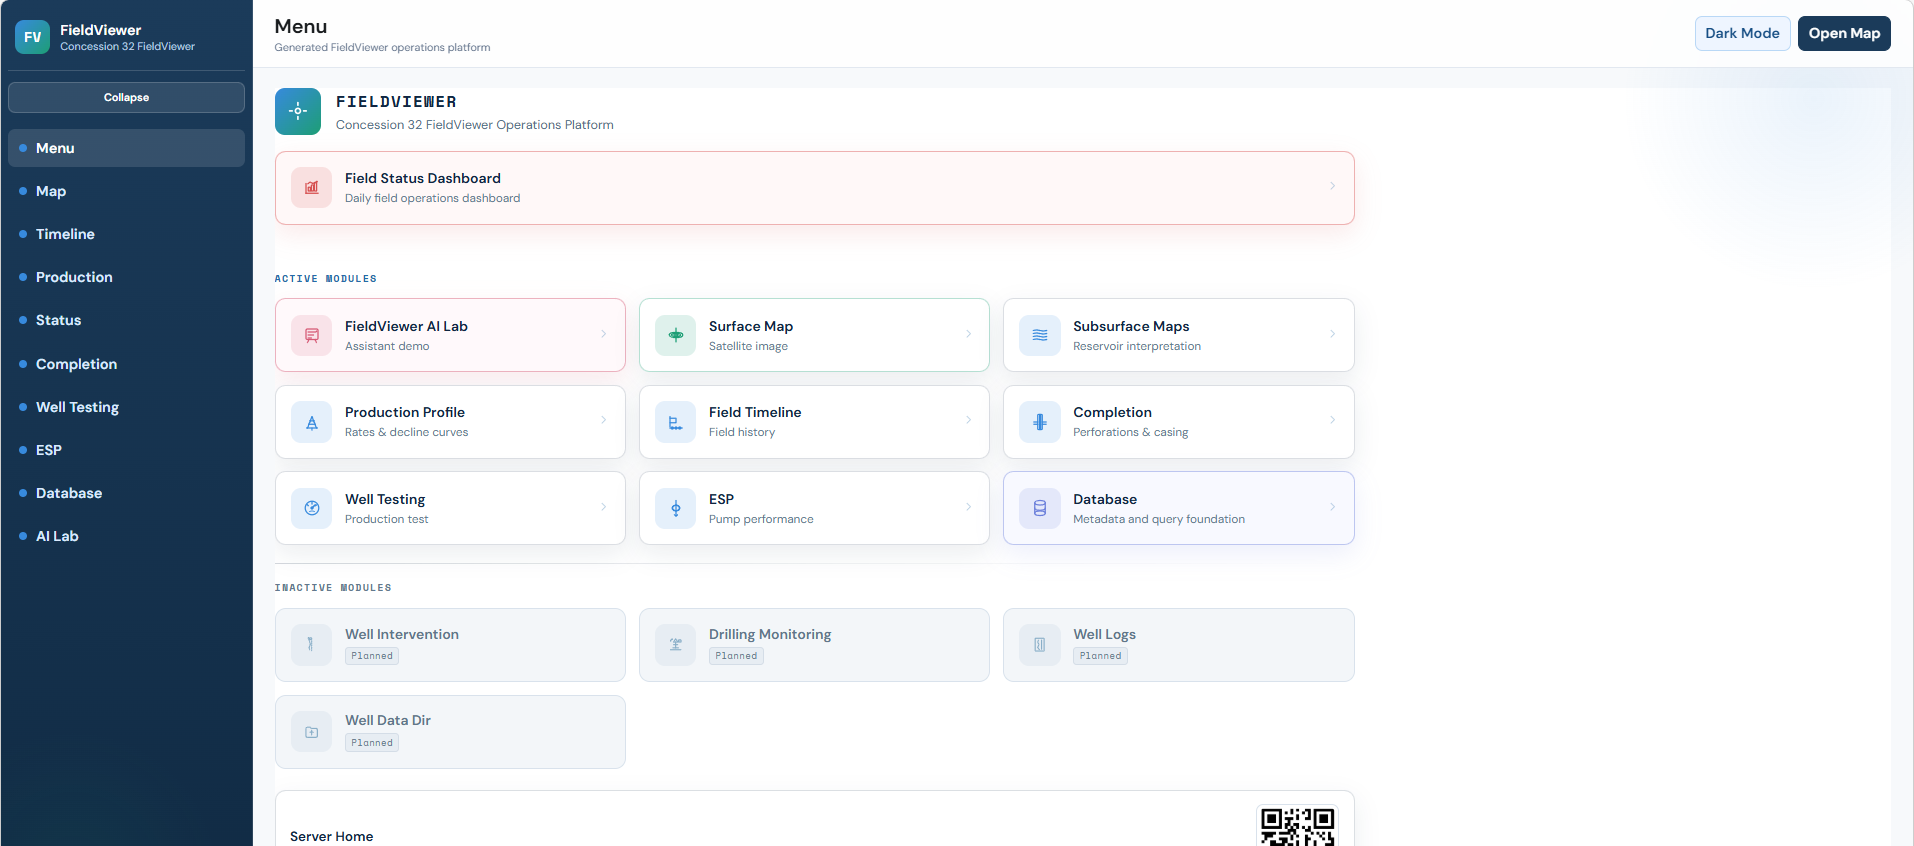 FV
FieldViewer
Concession 32 FieldViewer
Collapse
Menu
Map
Timeline
Production
Status
Completion
Well Testing
ESP
Database
AI Lab
Menu
Generated FieldViewer operations platform
Dark Mode
Open Map
FIELDVIEWER
Concession 32 FieldViewer Operations Platform
Field Status Dashboard
Daily field operations dashboard
ACTIVE MODULES
FieldViewer AI Lab
Assistant demo
Surface Map
Satellite image
Subsurface Maps
Reservoir interpretation
Production Profile
Rates & decline curves
Field Timeline
Field history
Completion
Perforations & casing
Well Testing
Production test
ESP
Pump performance
Database
Metadata and query foundation
INACTIVE MODULES
Well Intervention
Planned
Drilling Monitoring
Planned
Well Logs
Planned
Well Data Dir
Planned
Server Home